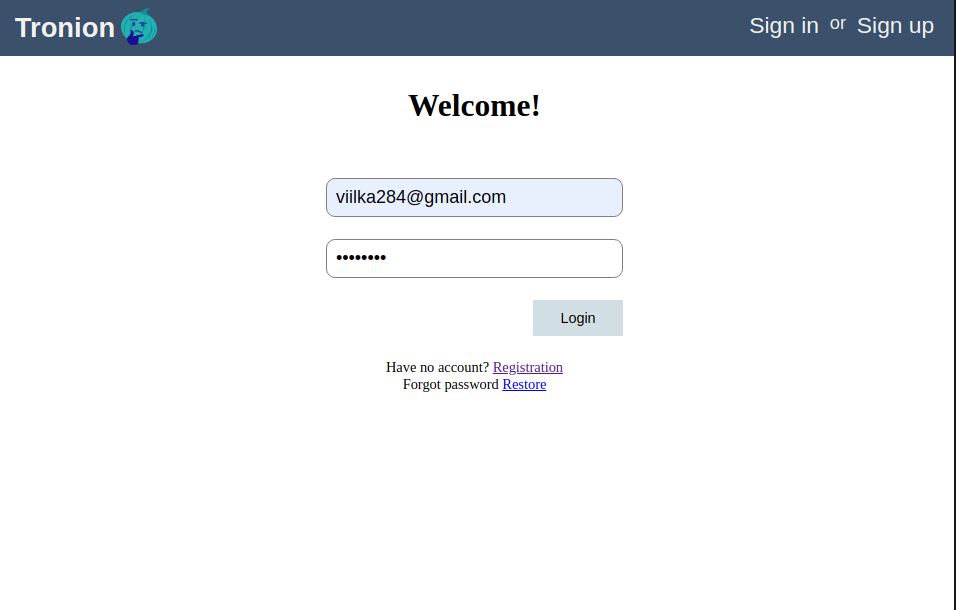 Tronion
Sign in or Sign up
Welcome!
viilka284@gmail.com
••••••••
Login
Have no account? Registration
Forgot password Restore